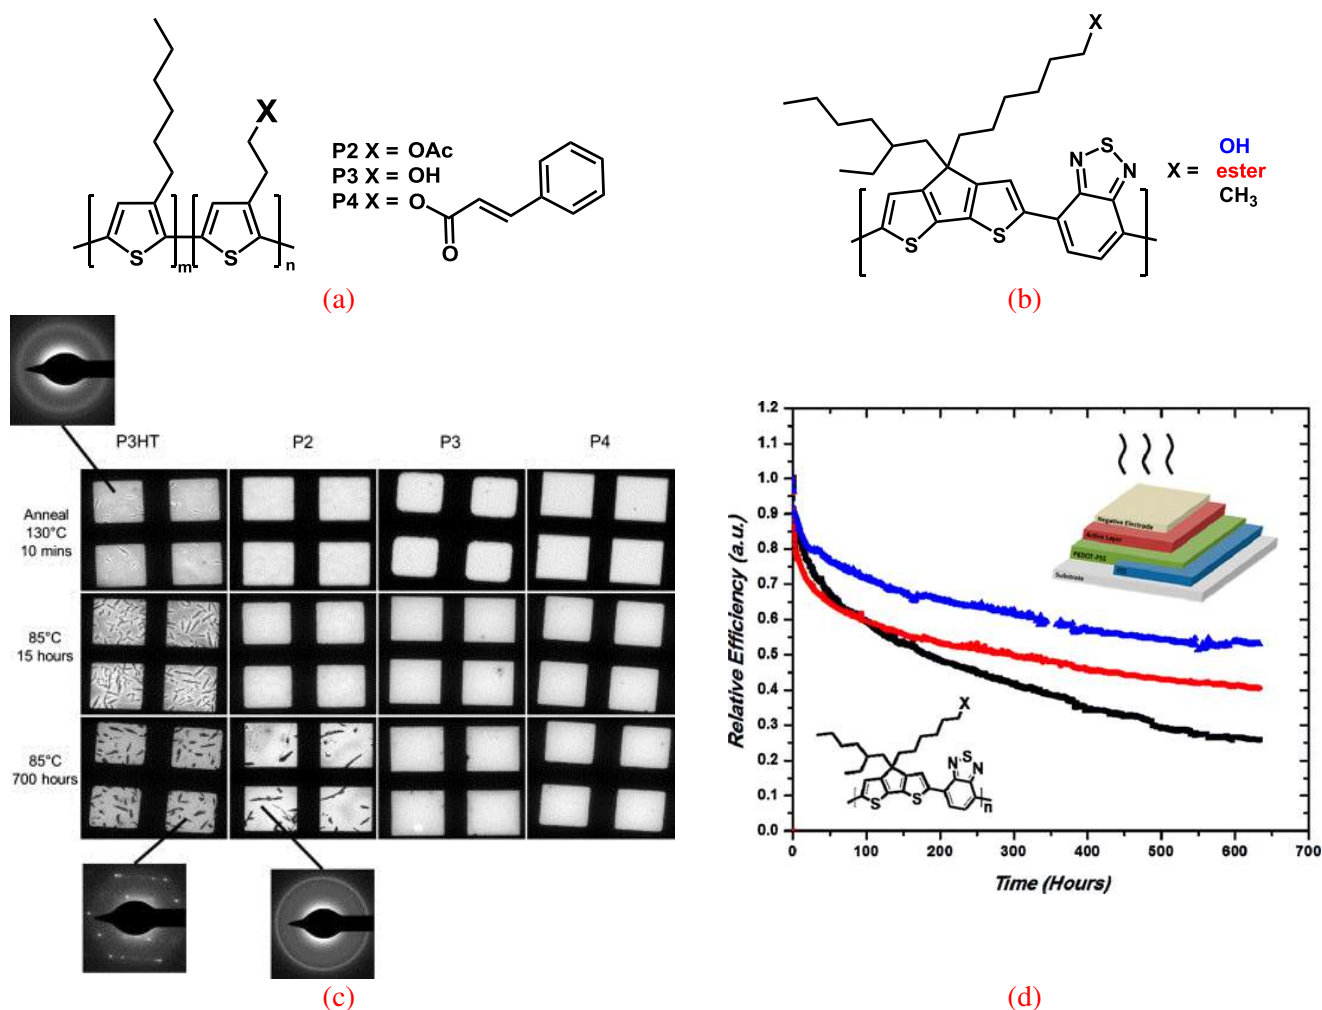 X
S
m
S
n
P2 X = OAc
P3 X = OH
P4 X = O
O
(a)
X
N
S
N
S
S
OH
X = ester
CH3
(b)
P3HT
P2
P3
P4
Anneal
130°C
10 mins
85°C
15 hours
85°C
700 hours
(c)
Relative Efficiency (a.u.)
1.2
1.1
1.0
0.9
0.8
0.7
0.6
0.5
0.4
0.3
0.2
0.1
0.0
0
100
200
300
400
500
600
700
Time (Hours)
Negative Electrode
Active Layer
PEDOT-PSS
ITO
Substrate
X
S
N
N
S
S
n
(d)